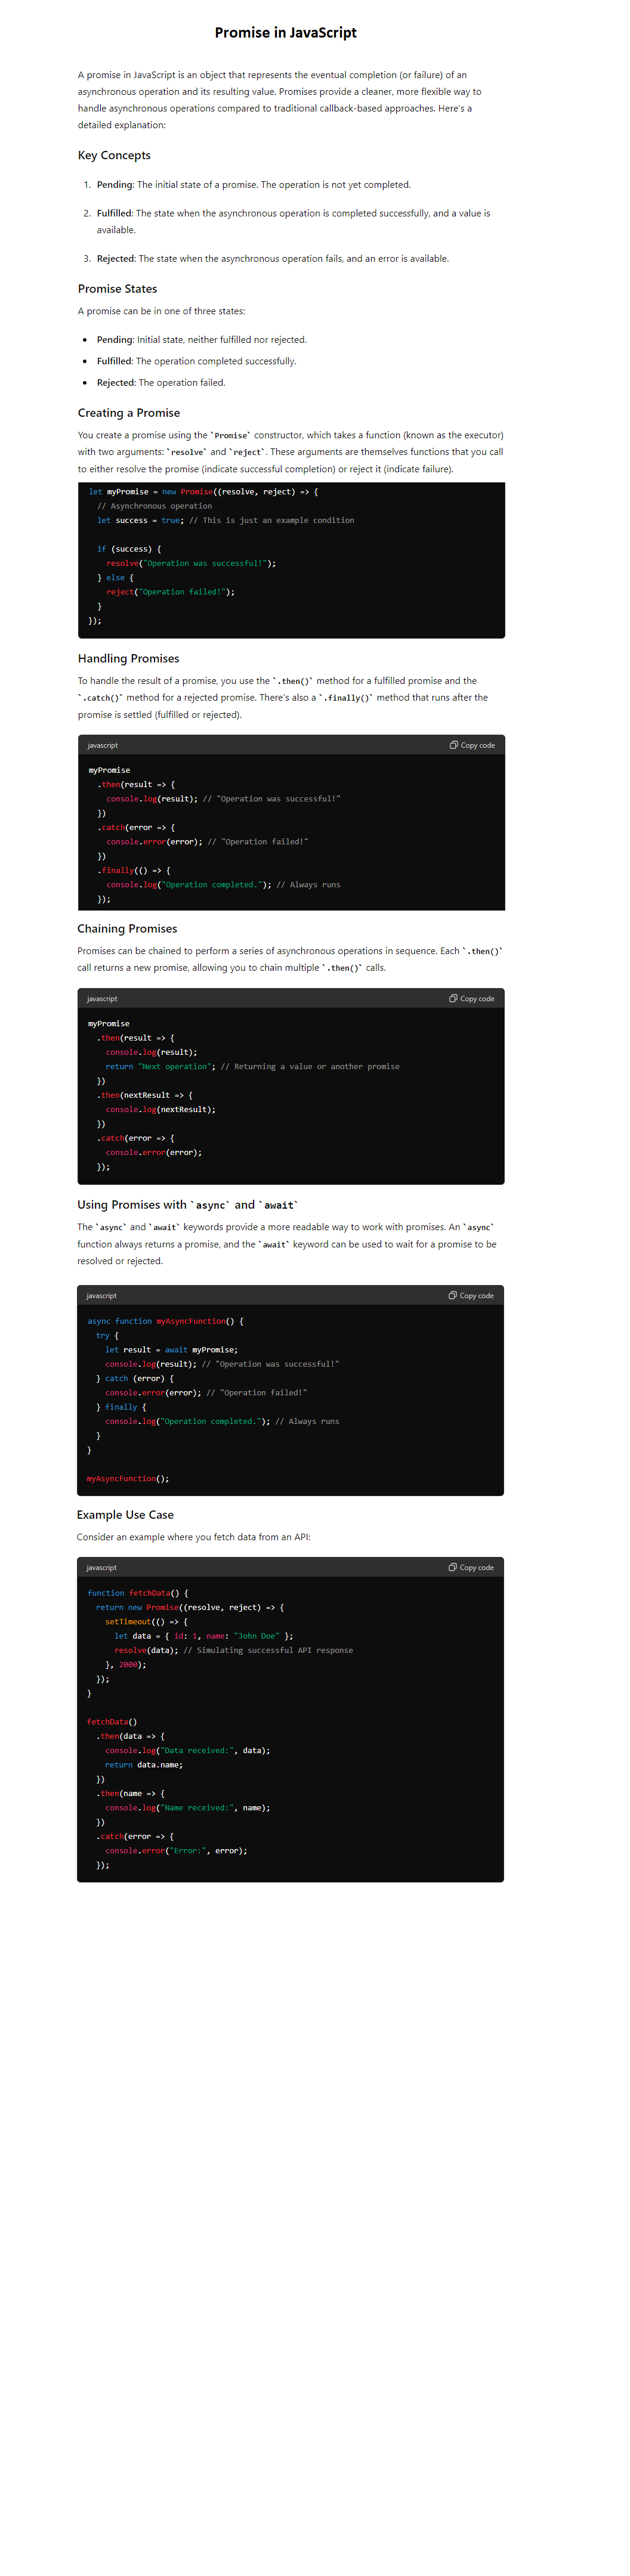 Promise in JavaScript
A promise in JavaScript is an object that represents the eventual completion (or failure) of an
asynchronous operation and its resulting value. Promises provide a cleaner, more flexible way to
handle asynchronous operations compared to traditional callback-based approaches. Here's a
detailed explanation:
Key Concepts
1. Pending: The initial state of a promise. The operation is not yet completed.
2. Fulfilled: The state when the asynchronous operation is completed successfully, and a value is
available.
3. Rejected: The state when the asynchronous operation fails, and an error is available.
Promise States
A promise can be in one of three states:
• Pending: Initial state, neither fulfilled nor rejected.
• Fulfilled: The operation completed successfully.
• Rejected: The operation failed.
Creating a Promise
You create a promise using the `Promise` constructor, which takes a function (known as the executor)
with two arguments: `resolve` and `reject`. These arguments are themselves functions that you call
to either resolve the promise (indicate successful completion) or reject it (indicate failure).
let myPromise = new Promise((resolve, reject) => {
  // Asynchronous operation
  let success = true; // This is just an example condition
  if (success) {
    resolve("Operation was successful!");
  } else {
    reject("Operation failed!");
  }
});
Handling Promises
To handle the result of a promise, you use the `.then()` method for a fulfilled promise and the
`.catch()` method for a rejected promise. There's also a `.finally()` method that runs after the
promise is settled (fulfilled or rejected).
javascript Copy code
myPromise
  .then(result => {
    console.log(result); // "Operation was successful!"
  })
  .catch(error => {
    console.error(error); // "Operation failed!"
  })
  .finally(() => {
    console.log("Operation completed."); // Always runs
  });
Chaining Promises
Promises can be chained to perform a series of asynchronous operations in sequence. Each `.then()`
call returns a new promise, allowing you to chain multiple `.then()` calls.
javascript Copy code
myPromise
  .then(result => {
    console.log(result);
    return "Next operation"; // Returning a value or another promise
  })
  .then(nextResult => {
    console.log(nextResult);
  })
  .catch(error => {
    console.error(error);
  });
Using Promises with `async` and `await`
The `async` and `await` keywords provide a more readable way to work with promises. An `async`
function always returns a promise, and the `await` keyword can be used to wait for a promise to be
resolved or rejected.
javascript Copy code
async function myAsyncFunction() {
  try {
    let result = await myPromise;
    console.log(result); // "Operation was successful!"
  } catch (error) {
    console.error(error); // "Operation failed!"
  } finally {
    console.log("Operation completed."); // Always runs
  }
}
myAsyncFunction();
Example Use Case
Consider an example where you fetch data from an API:
javascript Copy code
function fetchData() {
  return new Promise((resolve, reject) => {
    setTimeout(() => {
      let data = { id: 1, name: "John Doe" };
      resolve(data); // Simulating successful API response
    }, 2000);
  });
}
fetchData()
  .then(data => {
    console.log("Data received:", data);
    return data.name;
  })
  .then(name => {
    console.log("Name received:", name);
  })
  .catch(error => {
    console.error("Error:", error);
  });